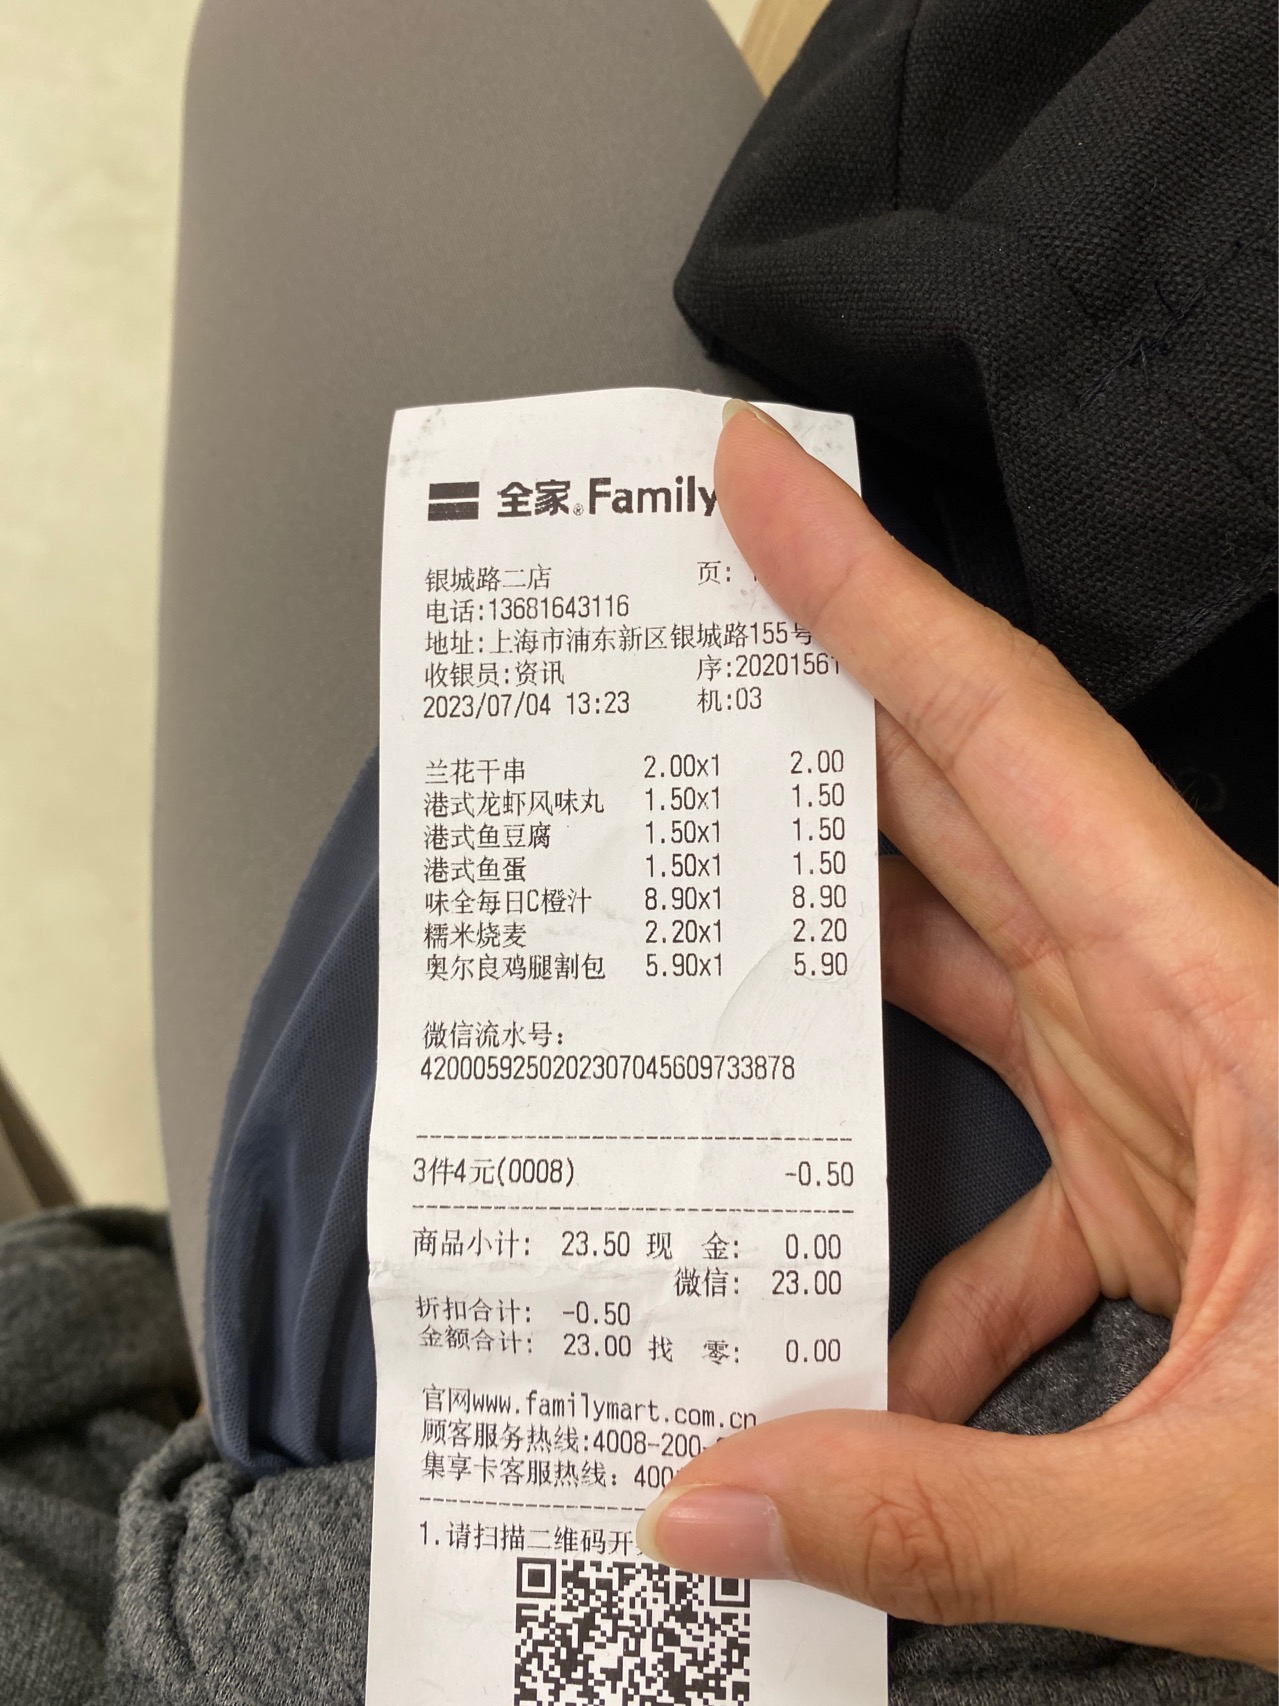 全家®Family
银城路二店 页:
电话:13681643116
地址:上海市浦东新区银城路155号
收银员:资讯 序:20201561
2023/07/04 13:23 机:03
兰花干串 2.00x1 2.00
港式龙虾风味丸 1.50x1 1.50
港式鱼豆腐 1.50x1 1.50
港式鱼蛋 1.50x1 1.50
味全每日C橙汁 8.90x1 8.90
糯米烧麦 2.20x1 2.20
奥尔良鸡腿割包 5.90x1 5.90
微信流水号:
4200059250202307045609733878
3件4元(0008) -0.50
商品小计: 23.50 现 金: 0.00
微信: 23.00
折扣合计: -0.50
金额合计: 23.00 找 零: 0.00
官网www.familymart.com.cn
顾客服务热线:4008-200-
集享卡客服热线: 400
1.请扫描二维码开